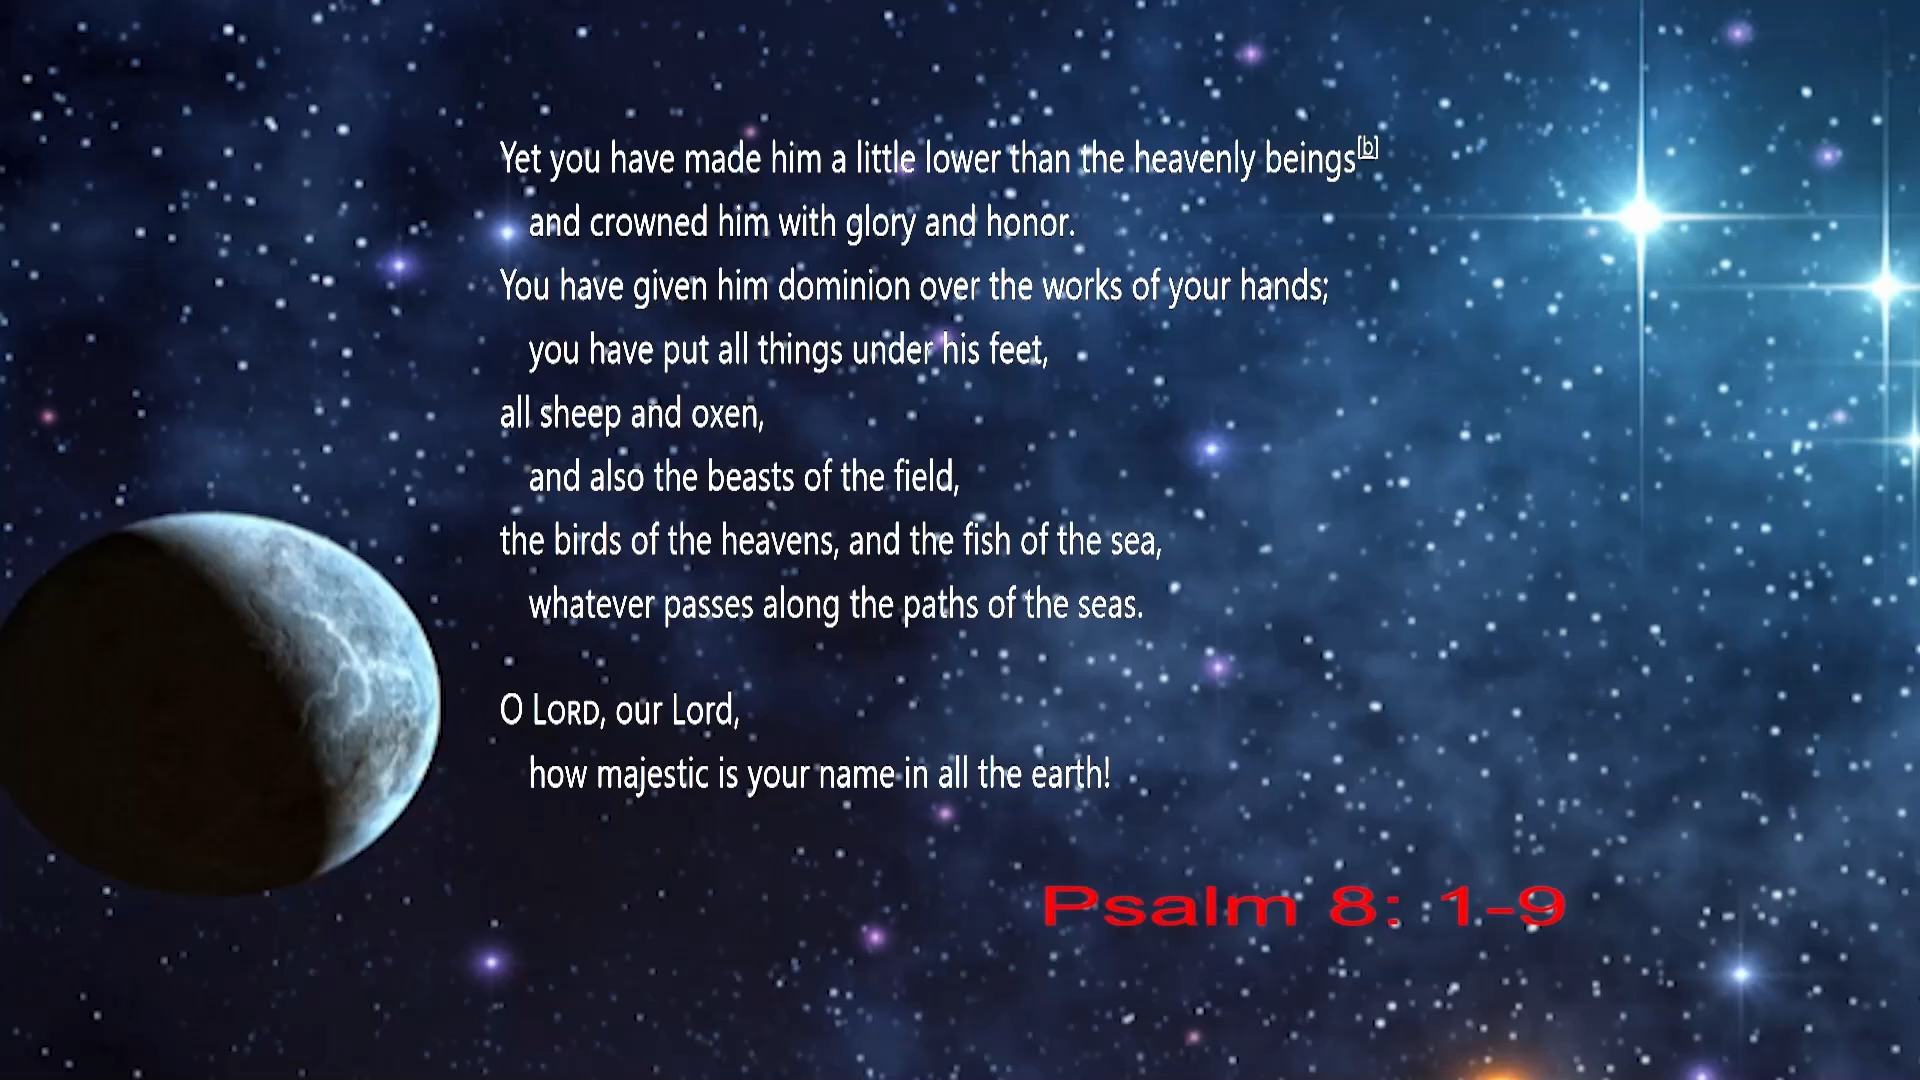 Yet you have made him a little lower than the heavenly beings[b]
and crowned him with glory and honor.
You have given him dominion over the works of your hands;
you have put all things under his feet,
all sheep and oxen,
and also the beasts of the field,
the birds of the heavens, and the fish of the sea,
whatever passes along the paths of the seas.
O LORD, our Lord,
how majestic is your name in all the earth!
Psalm 8: 1-9